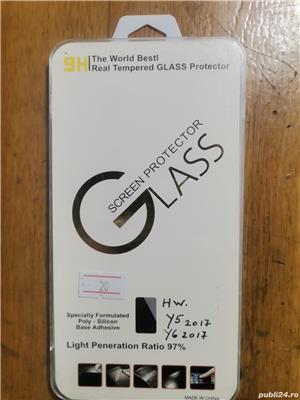 9H The World Bestl
Real Tempered GLASS Protector
SCREEN PROTECTOR
GLASS
20
HW.
Y5 2017
Y6 2017
Specially Formulated
Poly - Silicon
Base Adhesive
Light Peneration Ratio 97%
MADE IN CHINA
publi24.ro